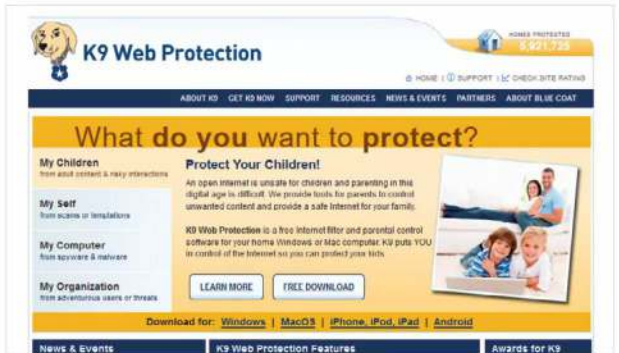 K9 Web Protection
HOMES PROTECTED
5,921,725
HOME | SUPPORT | CHECK SITE RATING
ABOUT K9 GET K9 NOW SUPPORT RESOURCES NEWS & EVENTS PARTNERS ABOUT BLUE COAT
What do you want to protect?
My Children
from adult content & risky interactions
My Self
from scams or temptations
My Computer
from spyware & malware
My Organization
from adventurous users or threats
Protect Your Children!
An open internet is unsafe for children and parenting in this
digital age is difficult. We provide tools for parents to control
unwanted content and provide a safe Internet for your family.
K9 Web Protection is a free Internet filter and parental control
software for your home Windows or Mac computer. K9 puts YOU
in control of the Internet so you can protect your kids.
LEARN MORE FREE DOWNLOAD
Download for: Windows | MacOS | iPhone, iPod, iPad | Android
News & Events K9 Web Protection Features Awards for K9